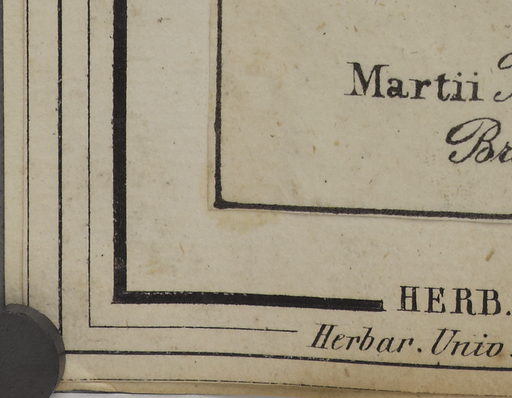 Martii
HERB.
Herbar. Univ.